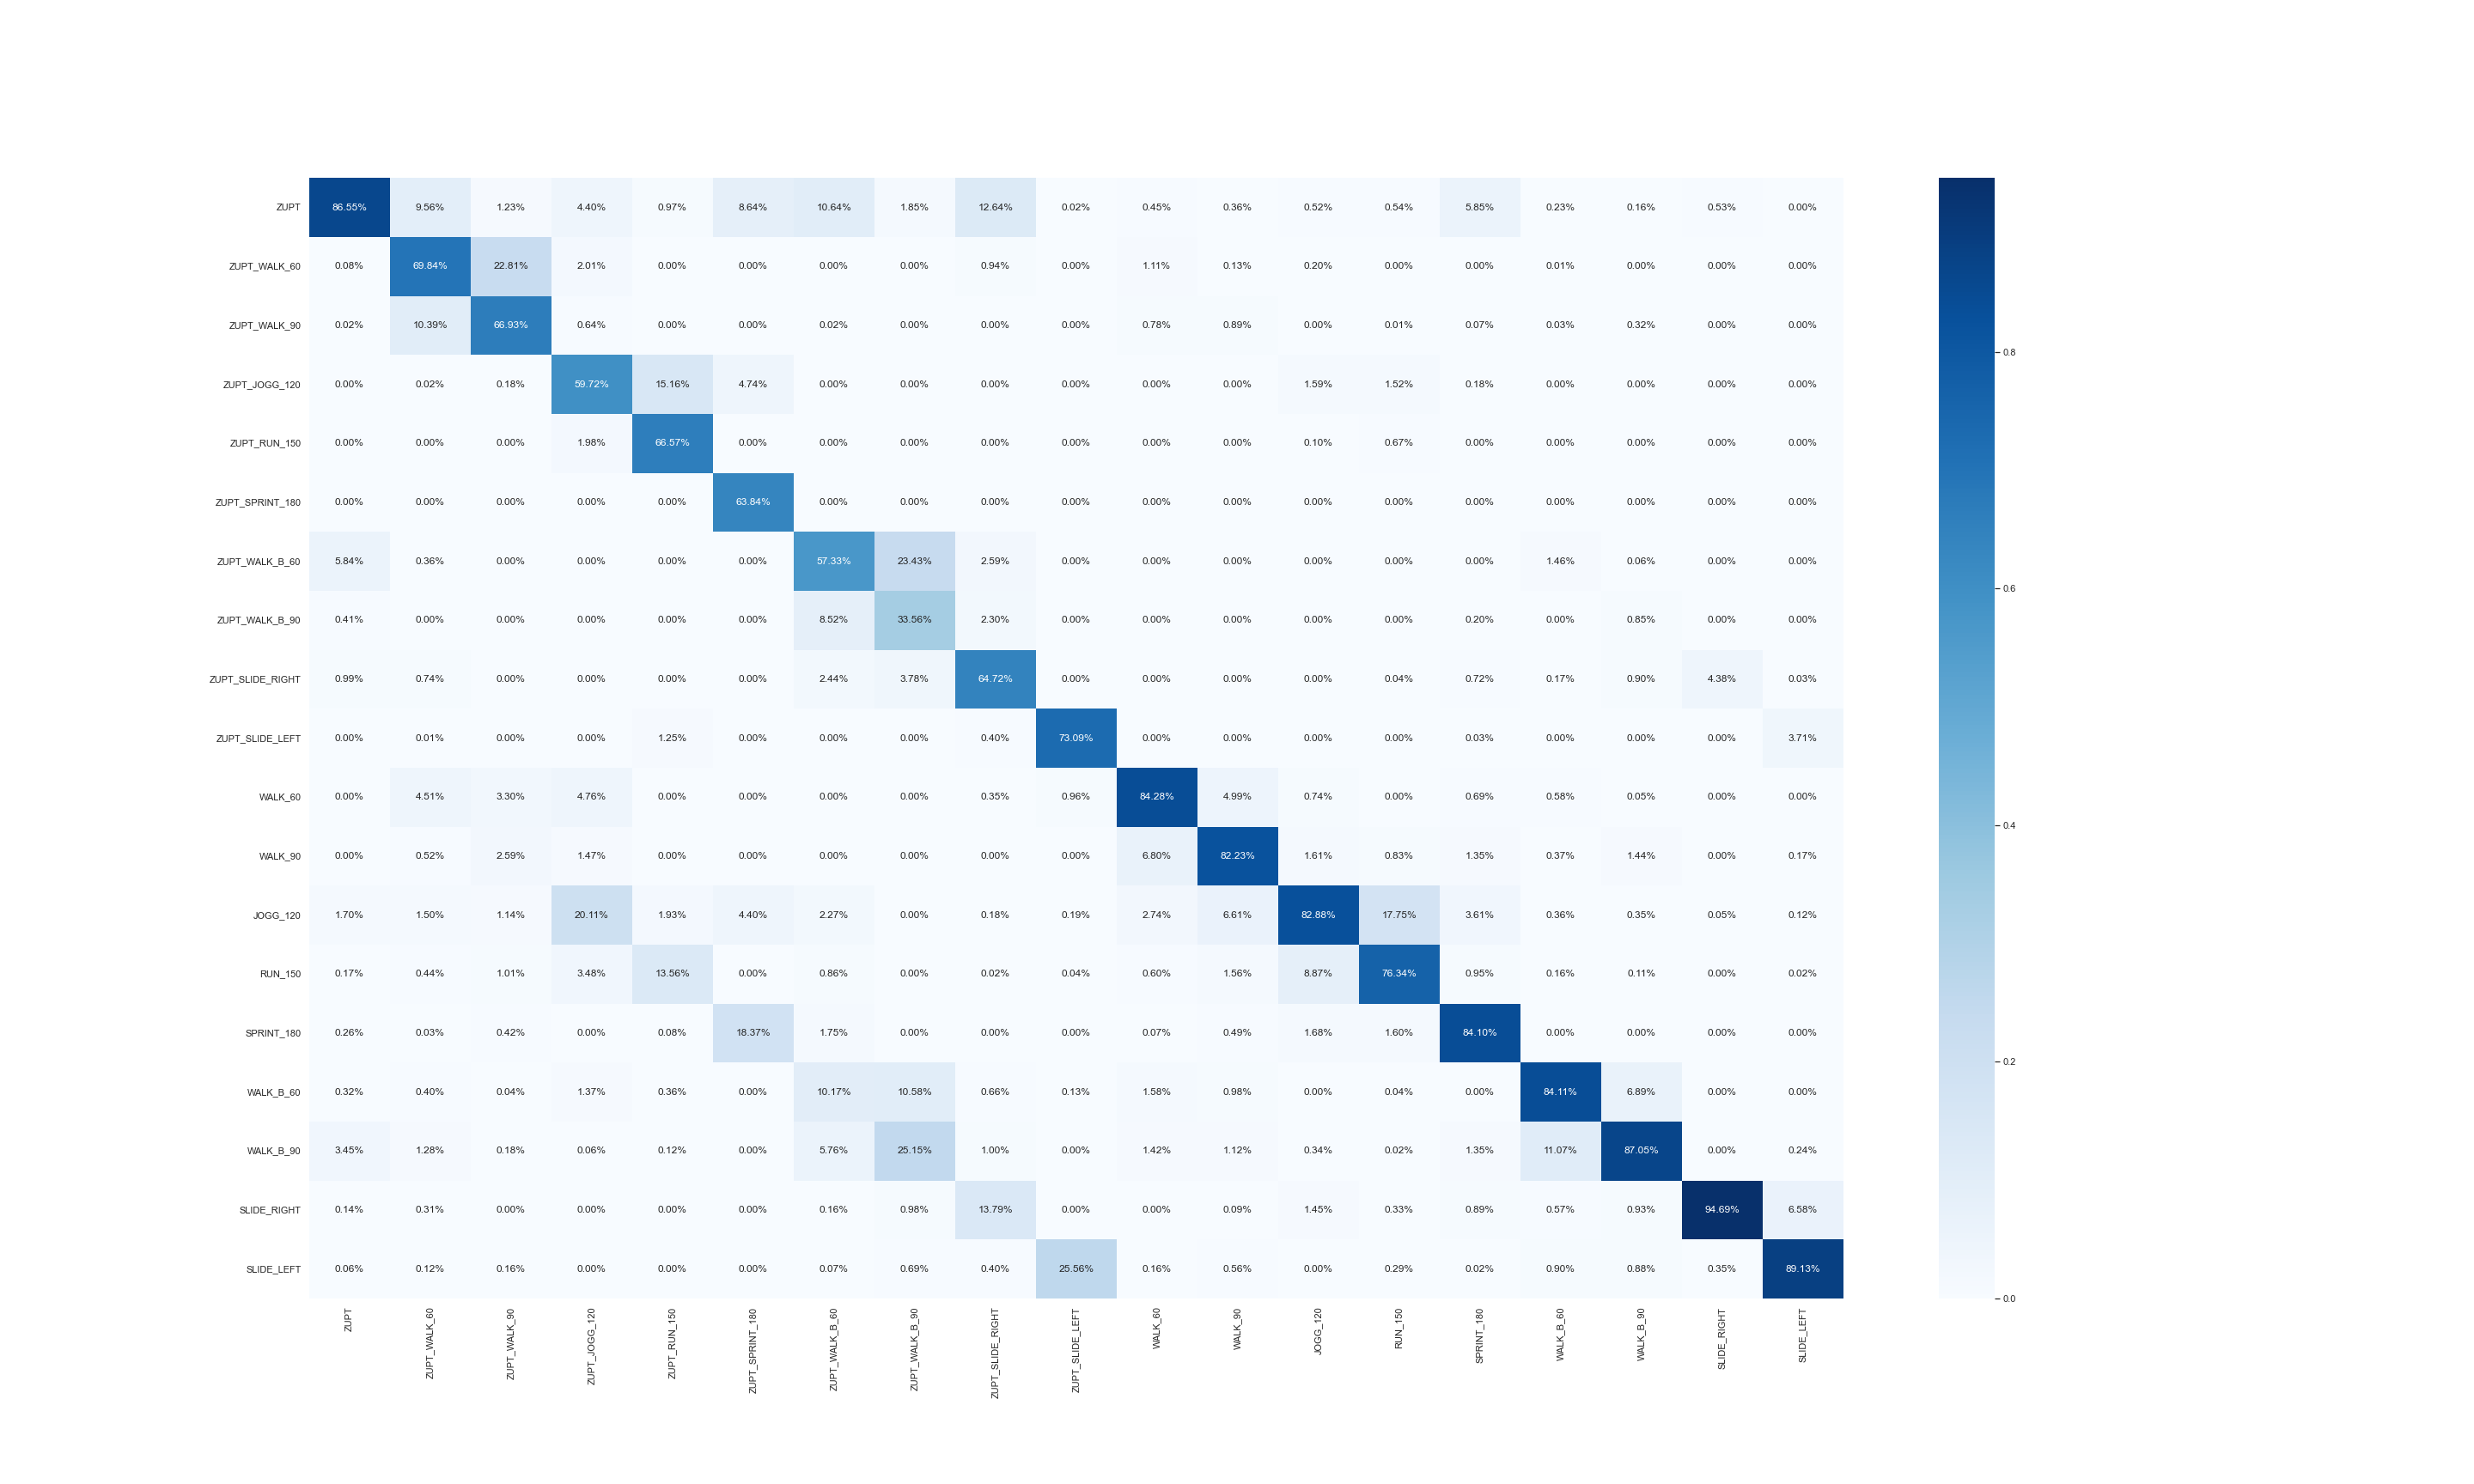 ZUPT 86.55% 9.56% 1.23% 4.40% 0.97% 8.64% 10.64% 1.85% 12.64% 0.02% 0.45% 0.36% 0.52% 0.54% 5.85% 0.23% 0.16% 0.53% 0.00%
ZUPT_WALK_60 0.08% 69.84% 22.81% 2.01% 0.00% 0.00% 0.00% 0.00% 0.94% 0.00% 1.11% 0.13% 0.20% 0.00% 0.00% 0.01% 0.00% 0.00% 0.00%
ZUPT_WALK_90 0.02% 10.39% 66.93% 0.64% 0.00% 0.00% 0.02% 0.00% 0.00% 0.00% 0.78% 0.89% 0.00% 0.01% 0.07% 0.03% 0.32% 0.00% 0.00%
0.8
ZUPT_JOGG_120 0.00% 0.02% 0.18% 59.72% 15.16% 4.74% 0.00% 0.00% 0.00% 0.00% 0.00% 0.00% 1.59% 1.52% 0.18% 0.00% 0.00% 0.00% 0.00%
ZUPT_RUN_150 0.00% 0.00% 0.00% 1.98% 66.57% 0.00% 0.00% 0.00% 0.00% 0.00% 0.00% 0.00% 0.10% 0.67% 0.00% 0.00% 0.00% 0.00% 0.00%
ZUPT_SPRINT_180 0.00% 0.00% 0.00% 0.00% 0.00% 63.84% 0.00% 0.00% 0.00% 0.00% 0.00% 0.00% 0.00% 0.00% 0.00% 0.00% 0.00% 0.00% 0.00%
ZUPT_WALK_B_60 5.84% 0.36% 0.00% 0.00% 0.00% 0.00% 57.33% 23.43% 2.59% 0.00% 0.00% 0.00% 0.00% 0.00% 0.00% 1.46% 0.06% 0.00% 0.00%
0.6
ZUPT_WALK_B_90 0.41% 0.00% 0.00% 0.00% 0.00% 0.00% 8.52% 33.56% 2.30% 0.00% 0.00% 0.00% 0.00% 0.00% 0.20% 0.00% 0.85% 0.00% 0.00%
ZUPT_SLIDE_RIGHT 0.99% 0.74% 0.00% 0.00% 0.00% 0.00% 2.44% 3.78% 64.72% 0.00% 0.00% 0.00% 0.00% 0.04% 0.72% 0.17% 0.90% 4.38% 0.03%
ZUPT_SLIDE_LEFT 0.00% 0.01% 0.00% 0.00% 1.25% 0.00% 0.00% 0.00% 0.40% 73.09% 0.00% 0.00% 0.00% 0.00% 0.03% 0.00% 0.00% 0.00% 3.71%
WALK_60 0.00% 4.51% 3.30% 4.76% 0.00% 0.00% 0.00% 0.00% 0.35% 0.96% 84.28% 4.99% 0.74% 0.00% 0.69% 0.58% 0.05% 0.00% 0.00%
0.4
WALK_90 0.00% 0.52% 2.59% 1.47% 0.00% 0.00% 0.00% 0.00% 0.00% 0.00% 6.80% 82.23% 1.61% 0.83% 1.35% 0.37% 1.44% 0.00% 0.17%
JOGG_120 1.70% 1.50% 1.14% 20.11% 1.93% 4.40% 2.27% 0.00% 0.18% 0.19% 2.74% 6.61% 82.88% 17.75% 3.61% 0.36% 0.35% 0.05% 0.12%
RUN_150 0.17% 0.44% 1.01% 3.48% 13.56% 0.00% 0.86% 0.00% 0.02% 0.04% 0.60% 1.56% 8.87% 76.34% 0.95% 0.16% 0.11% 0.00% 0.02%
SPRINT_180 0.26% 0.03% 0.42% 0.00% 0.08% 18.37% 1.75% 0.00% 0.00% 0.00% 0.07% 0.49% 1.68% 1.60% 84.10% 0.00% 0.00% 0.00% 0.00%
0.2
WALK_B_60 0.32% 0.40% 0.04% 1.37% 0.36% 0.00% 10.17% 10.58% 0.66% 0.13% 1.58% 0.98% 0.00% 0.04% 0.00% 84.11% 6.89% 0.00% 0.00%
WALK_B_90 3.45% 1.28% 0.18% 0.06% 0.12% 0.00% 5.76% 25.15% 1.00% 0.00% 1.42% 1.12% 0.34% 0.02% 1.35% 11.07% 87.05% 0.00% 0.24%
SLIDE_RIGHT 0.14% 0.31% 0.00% 0.00% 0.00% 0.00% 0.16% 0.98% 13.79% 0.00% 0.00% 0.09% 1.45% 0.33% 0.89% 0.57% 0.93% 94.69% 6.58%
SLIDE_LEFT 0.06% 0.12% 0.16% 0.00% 0.00% 0.00% 0.07% 0.69% 0.40% 25.56% 0.16% 0.56% 0.00% 0.29% 0.02% 0.90% 0.88% 0.35% 89.13%
0.0
ZUPT
ZUPT_WALK_60
ZUPT_WALK_90
ZUPT_JOGG_120
ZUPT_RUN_150
ZUPT_SPRINT_180
ZUPT_WALK_B_60
ZUPT_WALK_B_90
ZUPT_SLIDE_RIGHT
ZUPT_SLIDE_LEFT
WALK_60
WALK_90
JOGG_120
RUN_150
SPRINT_180
WALK_B_60
WALK_B_90
SLIDE_RIGHT
SLIDE_LEFT